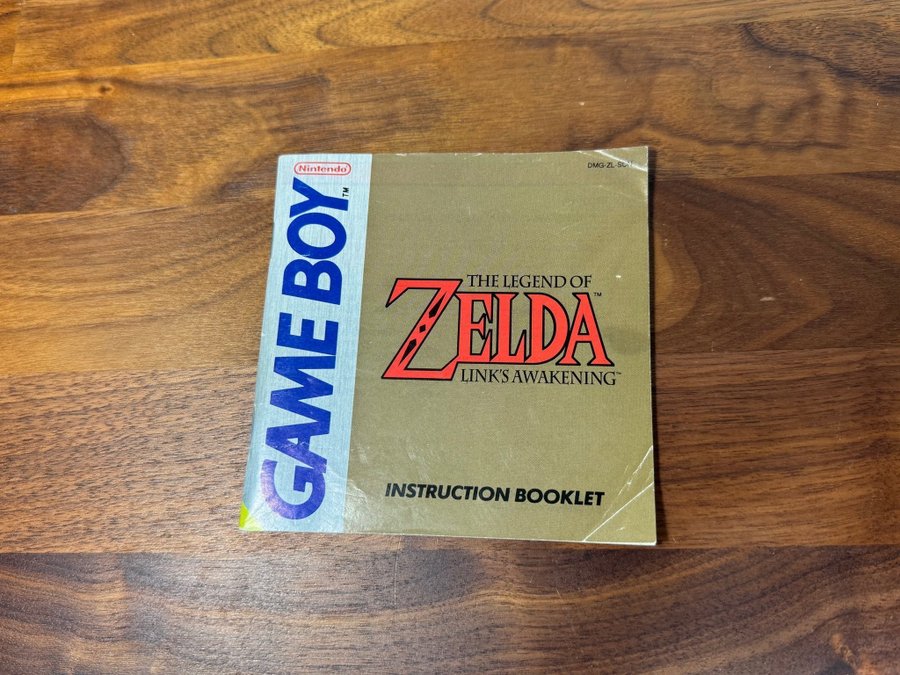 Nintendo
GAME BOY™
THE LEGEND OF
ZELDA™
LINK'S AWAKENING™
INSTRUCTION BOOKLET